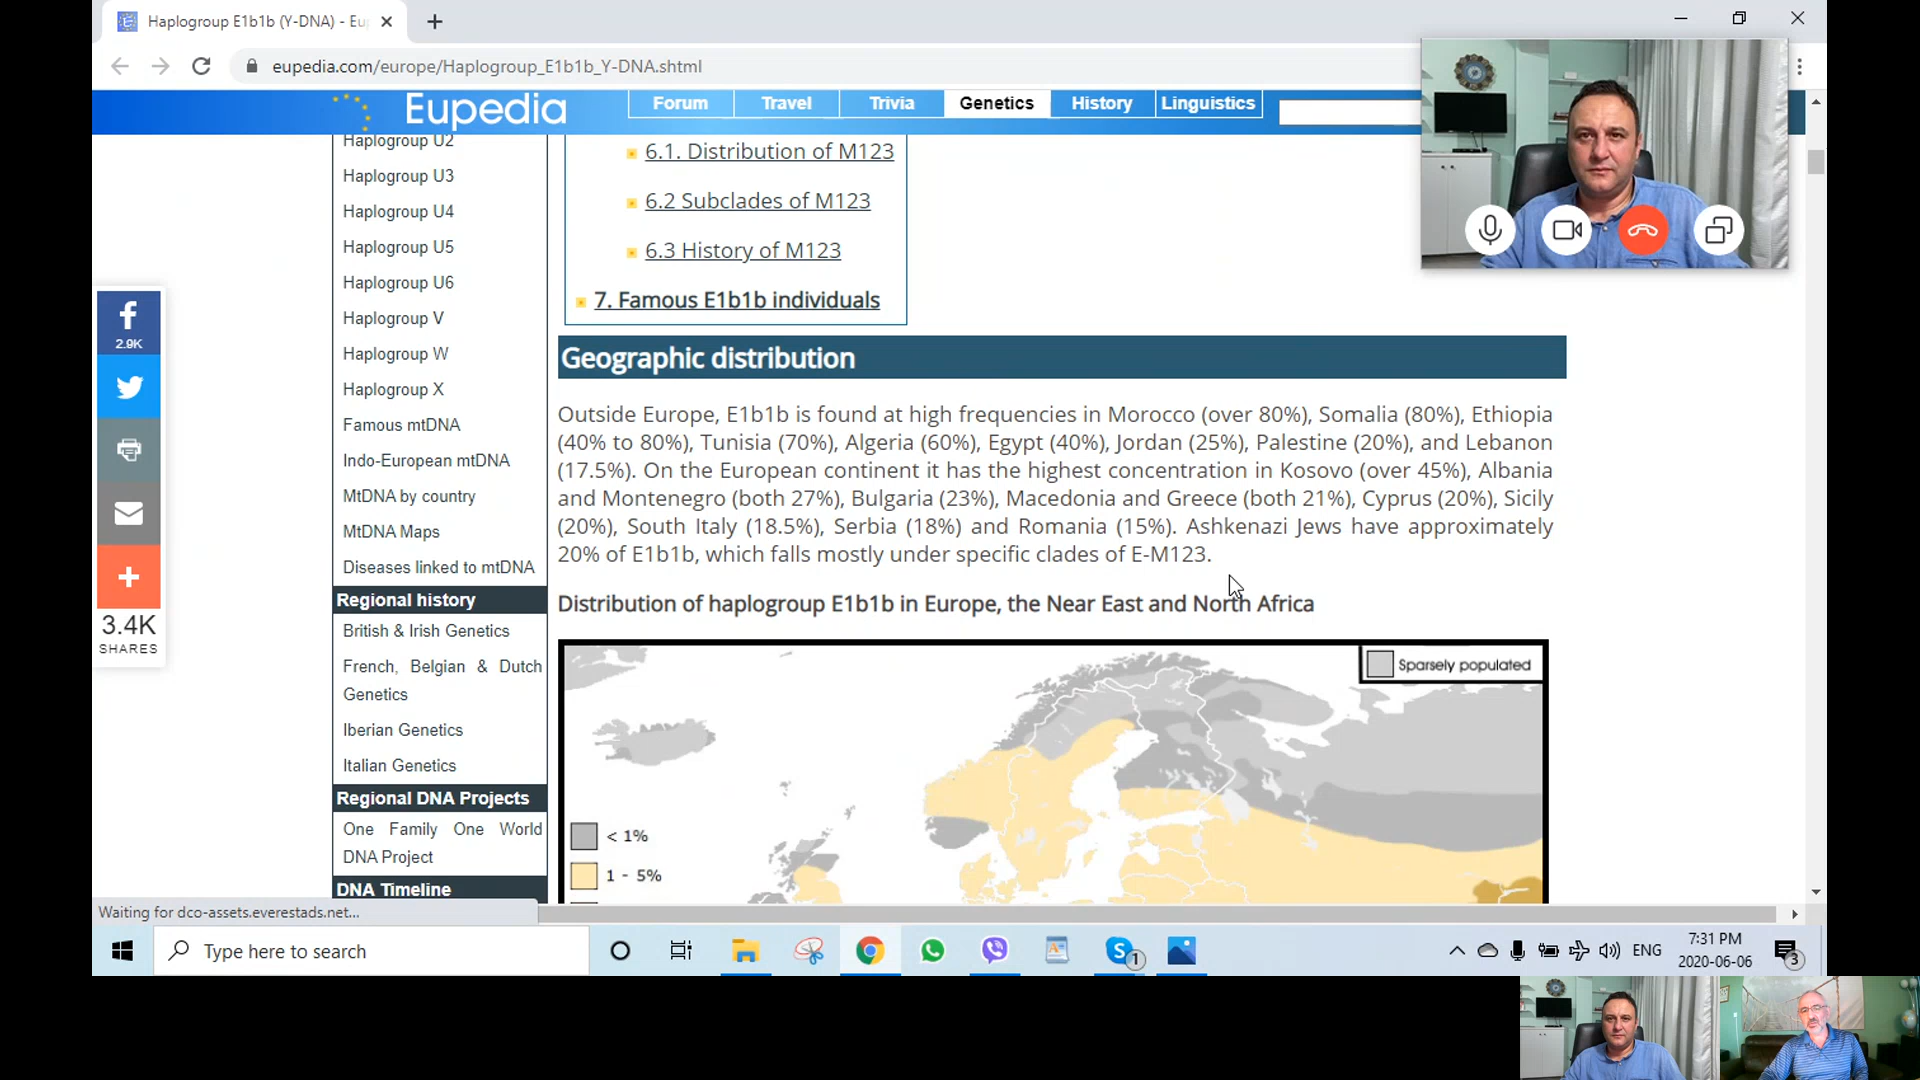 Haplogroup E1b1b (Y-DNA) - Eu
eupedia.com/europe/Haplogroup_E1b1b_Y-DNA.shtml
Eupedia
Forum
Travel
Trivia
Genetics
History
Linguistics
Haplogroup U2
Haplogroup U3
Haplogroup U4
Haplogroup U5
Haplogroup U6
Haplogroup V
Haplogroup W
Haplogroup X
Famous mtDNA
Indo-European mtDNA
MtDNA by country
MtDNA Maps
Diseases linked to mtDNA
Regional history
British & Irish Genetics
French, Belgian & Dutch
Genetics
Iberian Genetics
Italian Genetics
Regional DNA Projects
One Family One World
DNA Project
DNA Timeline
6.1. Distribution of M123
6.2 Subclades of M123
6.3 History of M123
7. Famous E1b1b individuals
Geographic distribution
Outside Europe, E1b1b is found at high frequencies in Morocco (over 80%), Somalia (80%), Ethiopia
(40% to 80%), Tunisia (70%), Algeria (60%), Egypt (40%), Jordan (25%), Palestine (20%), and Lebanon
(17.5%). On the European continent it has the highest concentration in Kosovo (over 45%), Albania
and Montenegro (both 27%), Bulgaria (23%), Macedonia and Greece (both 21%), Cyprus (20%), Sicily
(20%), South Italy (18.5%), Serbia (18%) and Romania (15%). Ashkenazi Jews have approximately
20% of E1b1b, which falls mostly under specific clades of E-M123.
Distribution of haplogroup E1b1b in Europe, the Near East and North Africa
Sparsely populated
< 1%
1 - 5%
2.9K
3.4K
SHARES
Waiting for dco-assets.everestads.net...
Type here to search
1
ENG
7:31 PM
2020-06-06
3